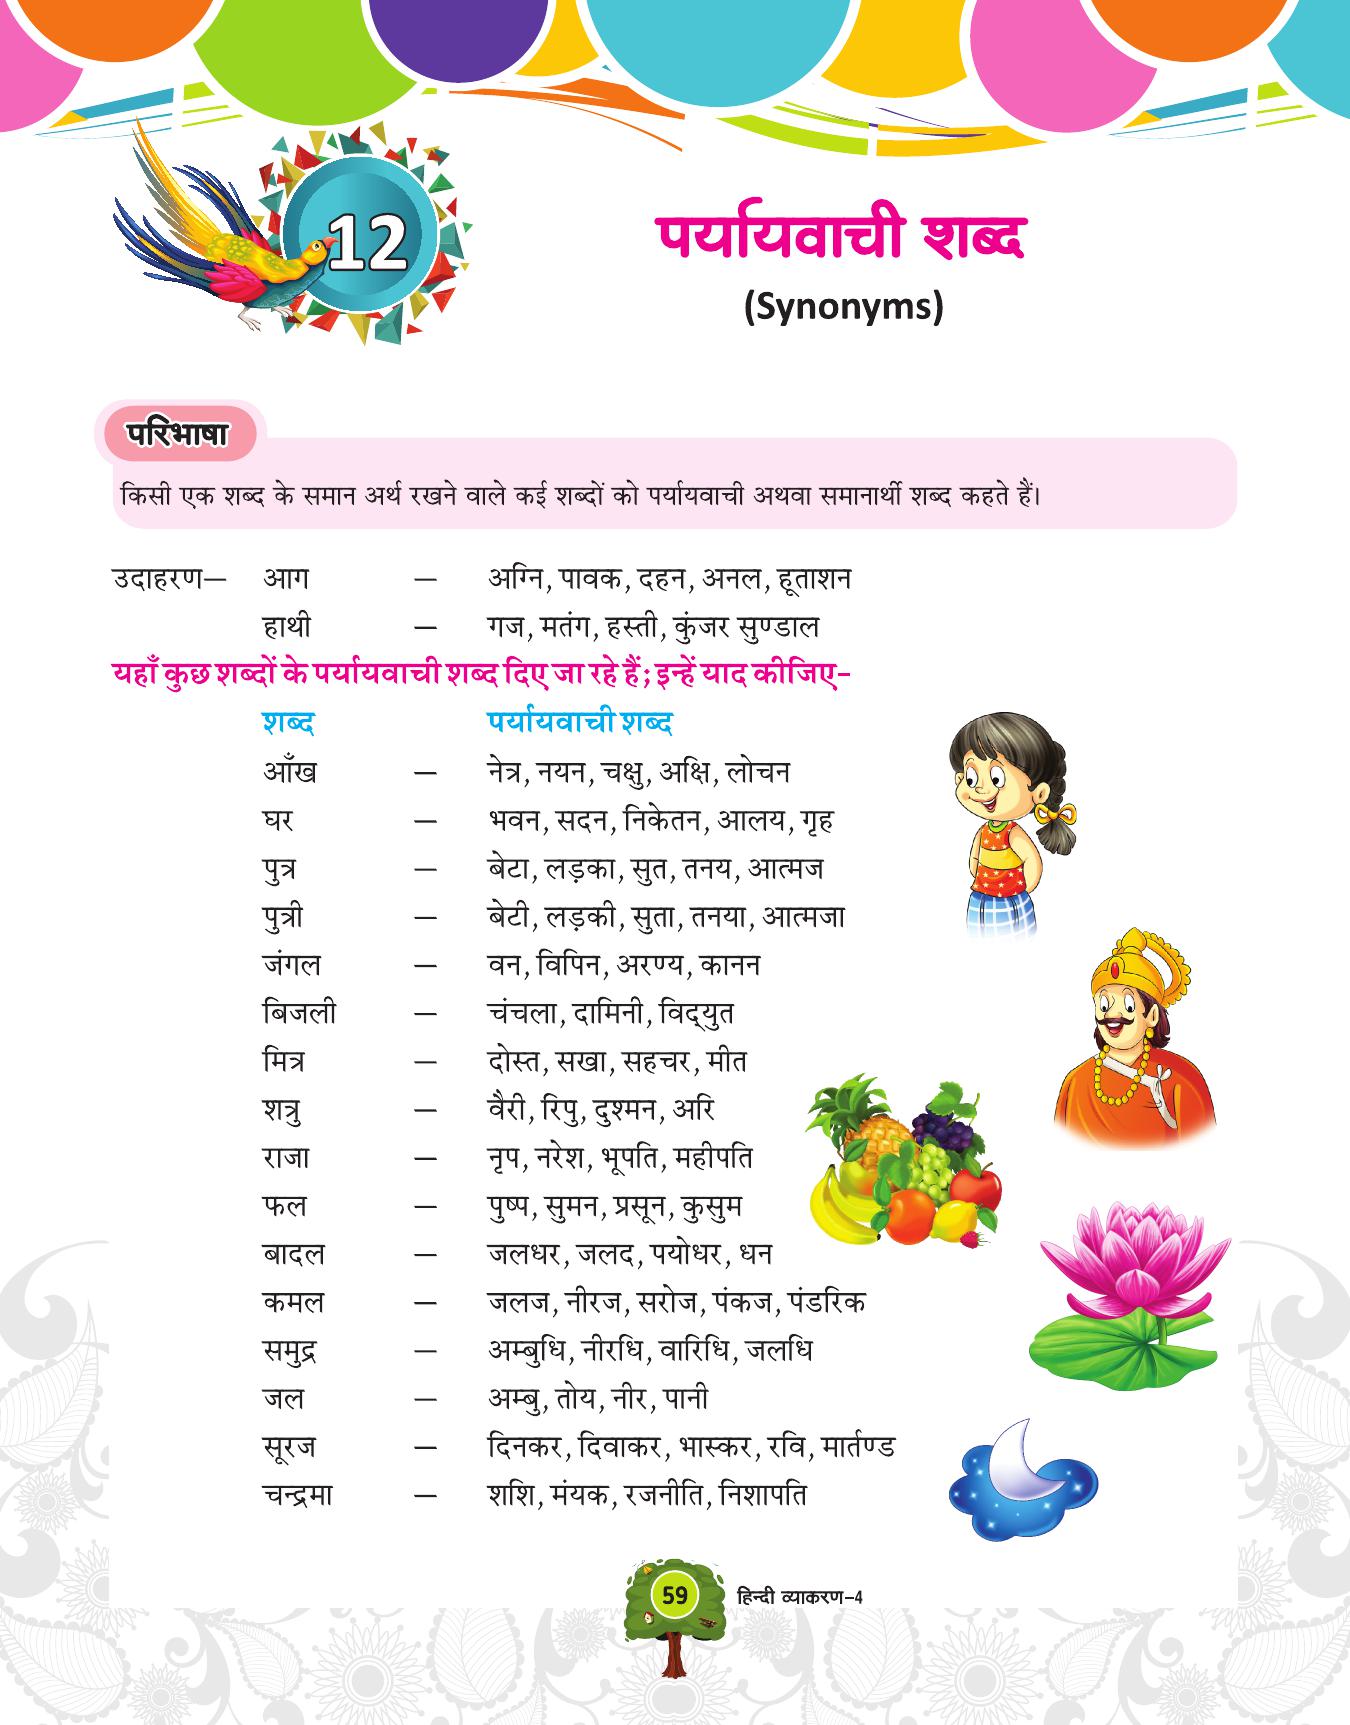 12
पर्यायवाची शब्द
(Synonyms)
परिभाषा
किसी एक शब्द के समान अर्थ रखने वाले कई शब्दों को पर्यायवाची अथवा समानार्थी शब्द कहते हैं।
उदाहरण— आग — अग्नि, पावक, दहन, अनल, हूताशन
हाथी — गज, मतंग, हस्ती, कुंजर सुण्डाल
यहाँ कुछ शब्दों के पर्यायवाची शब्द दिए जा रहे हैं; इन्हें याद कीजिए-
शब्द पर्यायवाची शब्द
आँख — नेत्र, नयन, चक्षु, अक्षि, लोचन
घर — भवन, सदन, निकेतन, आलय, गृह
पुत्र — बेटा, लड़का, सुत, तनय, आत्मज
पुत्री — बेटी, लड़की, सुता, तनया, आत्मजा
जंगल — वन, विपिन, अरण्य, कानन
बिजली — चंचला, दामिनी, विद्‌युत
मित्र — दोस्त, सखा, सहचर, मीत
शत्रु — वैरी, रिपु, दुश्मन, अरि
राजा — नृप, नरेश, भूपति, महीपति
फल — पुष्प, सुमन, प्रसून, कुसुम
बादल — जलधर, जलद, पयोधर, धन
कमल — जलज, नीरज, सरोज, पंकज, पंडरिक
समुद्र — अम्बुधि, नीरधि, वारिधि, जलधि
जल — अम्बु, तोय, नीर, पानी
सूरज — दिनकर, दिवाकर, भास्कर, रवि, मार्तण्ड
चन्द्रमा — शशि, मंयक, रजनीति, निशापति
59 हिन्दी व्याकरण-4